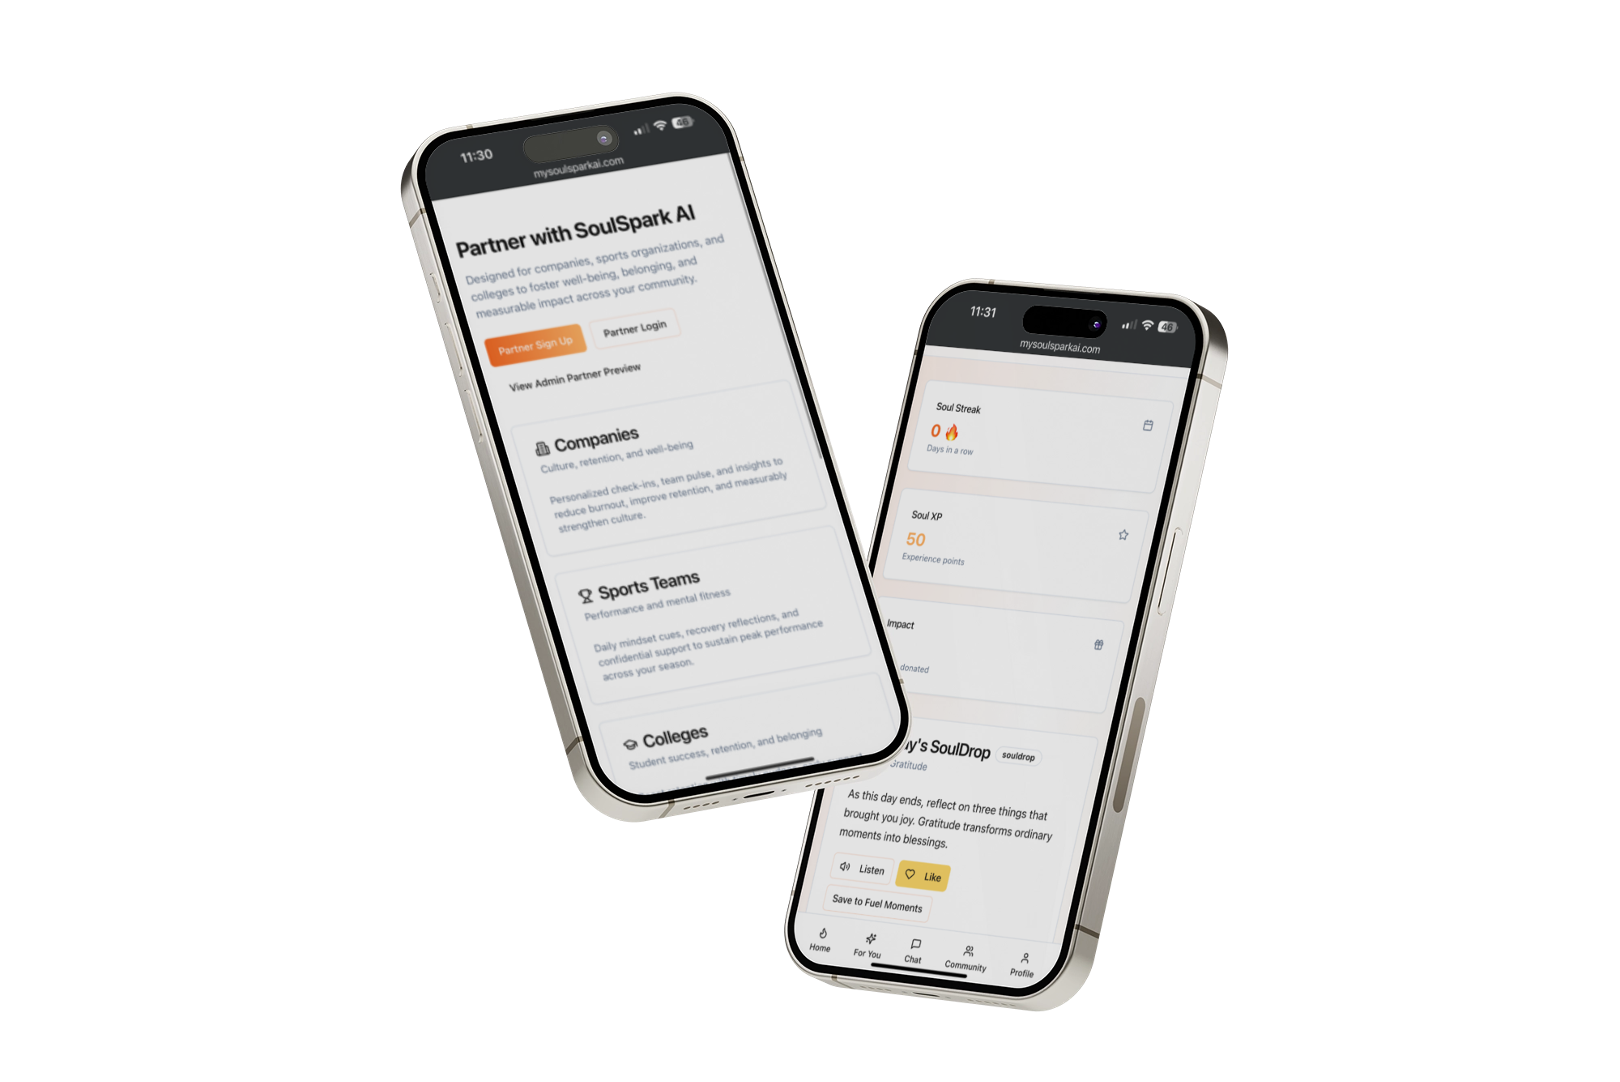 11:30
46
mysoulsparkai.com
Partner with SoulSpark AI
Designed for companies, sports organizations, and
colleges to foster well-being, belonging, and
measurable impact across your community.
Partner Sign Up
Partner Login
View Admin Partner Preview
Companies
Culture, retention, and well-being
Personalized check-ins, team pulse, and insights to
reduce burnout, improve retention, and measurably
strengthen culture.
Sports Teams
Performance and mental fitness
Daily mindset cues, recovery reflections, and
confidential support to sustain peak performance
across your season.
Colleges
Student success, retention, and belonging
11:31
46
mysoulsparkai.com
Soul Streak
0
Days in a row
Soul XP
50
Experience points
Impact
donated
y's SoulDrop
souldrop
Gratitude
As this day ends, reflect on three things that
brought you joy. Gratitude transforms ordinary
moments into blessings.
Listen
Like
Save to Fuel Moments
Home
For You
Chat
Community
Profile